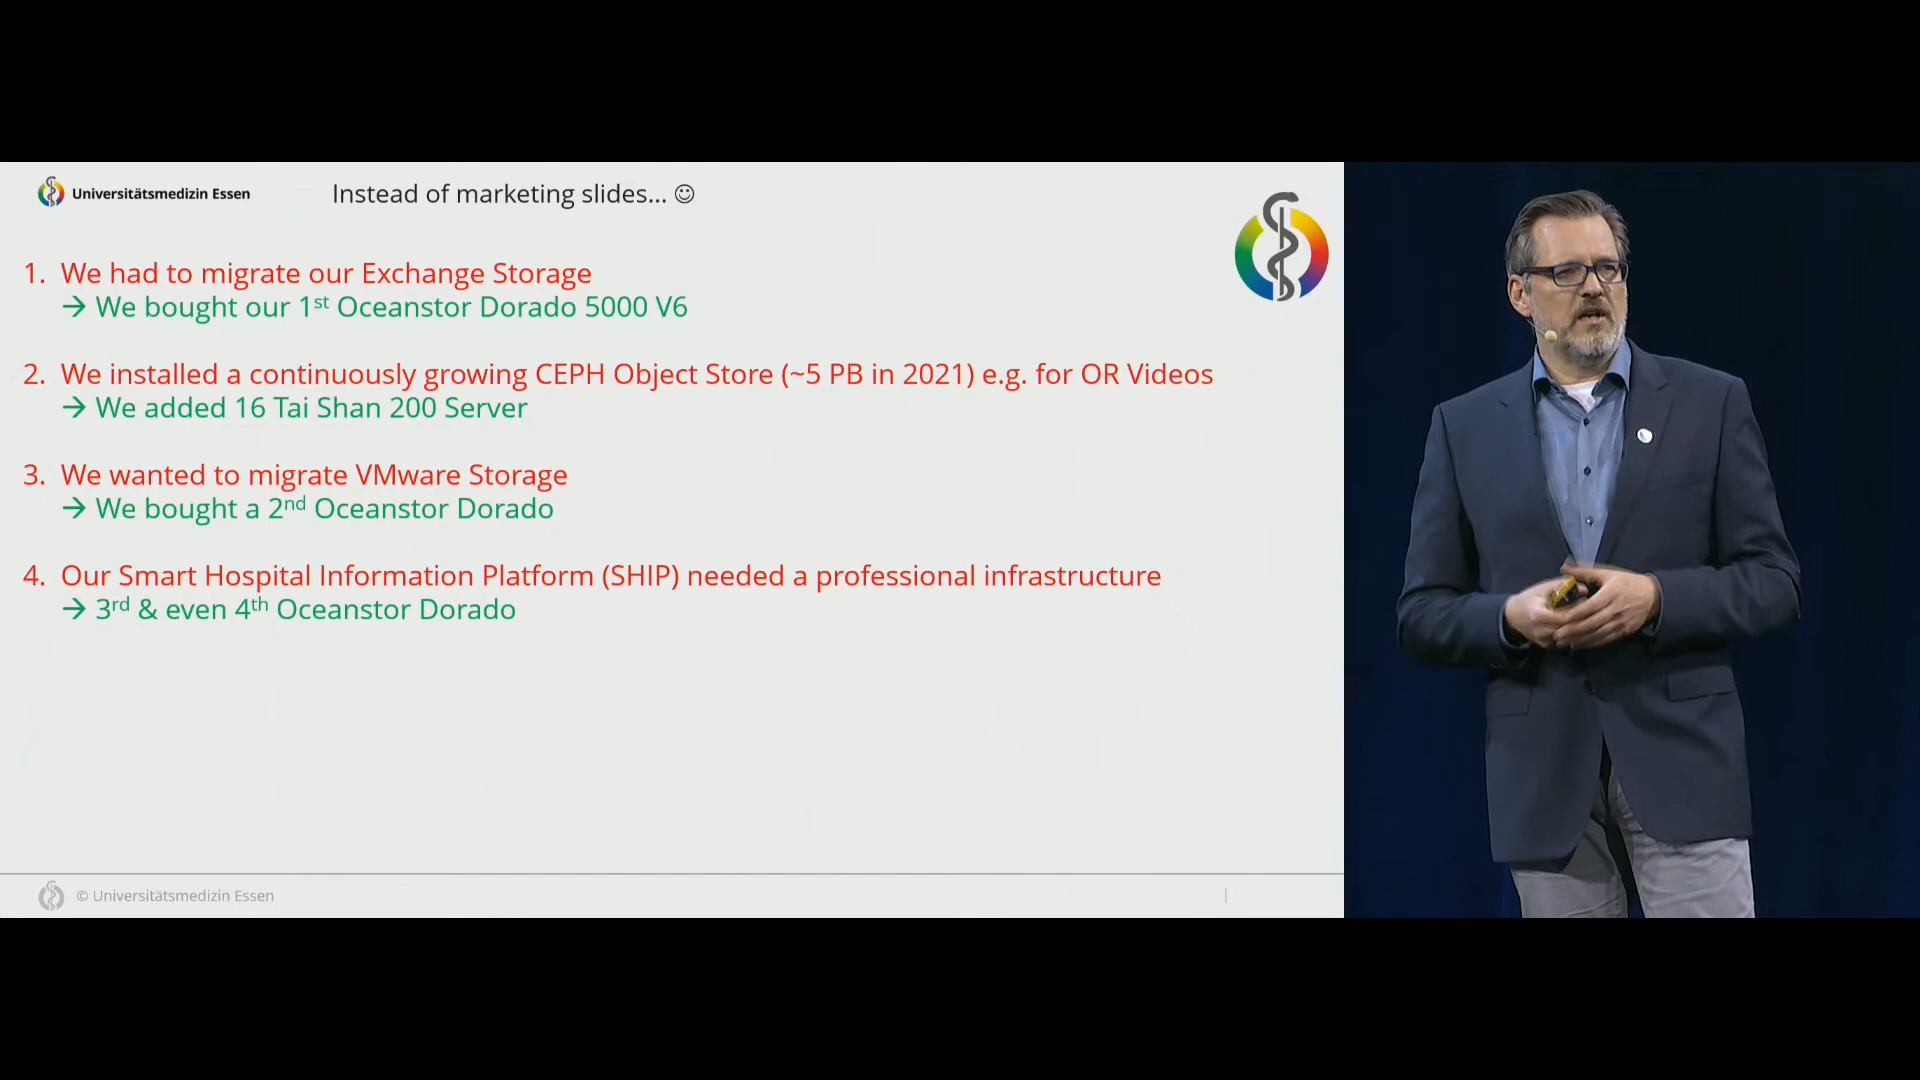 Universitätsmedizin Essen
Instead of marketing slides... ☺
1. We had to migrate our Exchange Storage
→ We bought our 1st Oceanstor Dorado 5000 V6
2. We installed a continuously growing CEPH Object Store (~5 PB in 2021) e.g. for OR Videos
→ We added 16 Tai Shan 200 Server
3. We wanted to migrate VMware Storage
→ We bought a 2nd Oceanstor Dorado
4. Our Smart Hospital Information Platform (SHIP) needed a professional infrastructure
→ 3rd & even 4th Oceanstor Dorado
© Universitätsmedizin Essen
|